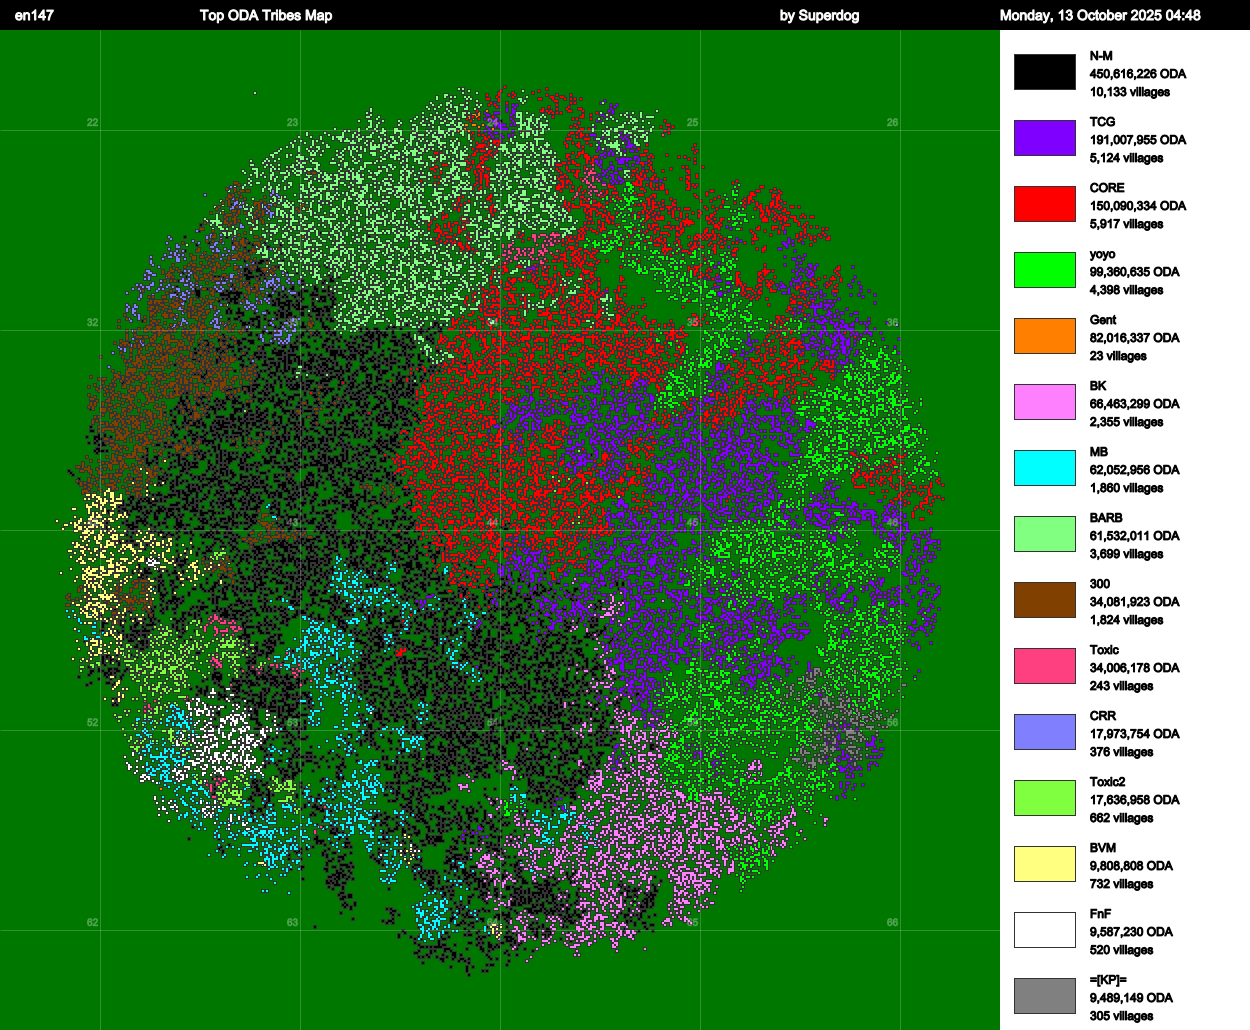 en147 Top ODA Tribes Map by Superdog Monday, 13 October 2025 04:48
N-M
450,616,226 ODA
10,133 villages
TCG
191,007,955 ODA
5,124 villages
CORE
150,090,334 ODA
5,917 villages
yoyo
99,360,635 ODA
4,398 villages
Gent
82,016,337 ODA
23 villages
BK
66,463,299 ODA
2,355 villages
MB
62,052,956 ODA
1,860 villages
BARB
61,532,011 ODA
3,699 villages
300
34,081,923 ODA
1,824 villages
Toxic
34,006,178 ODA
243 villages
CRR
17,973,754 ODA
376 villages
Toxic2
17,636,958 ODA
662 villages
BVM
9,808,808 ODA
732 villages
FnF
9,587,230 ODA
520 villages
=[KP]=
9,489,149 ODA
305 villages
22 23 25 26
32 35 36
43 44
52
62 63 66